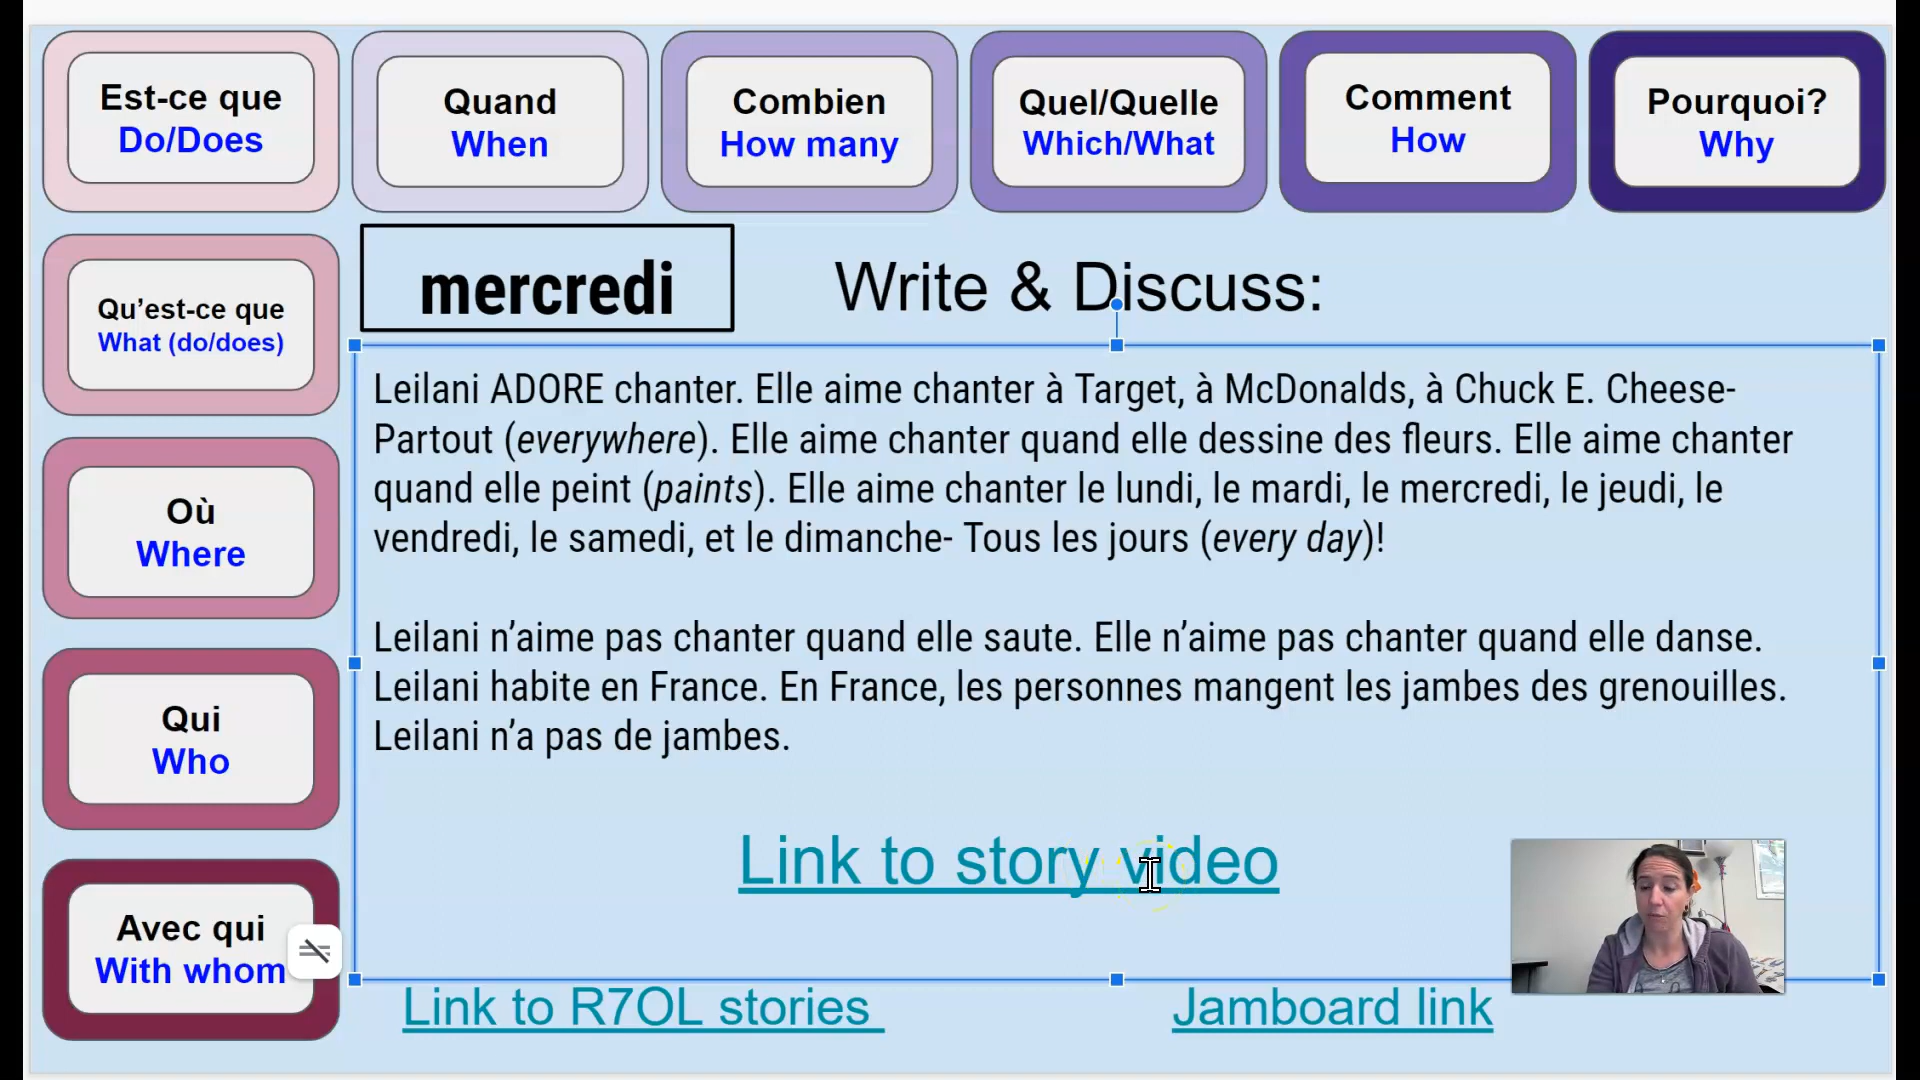 Est-ce que
Do/Does
Quand
When
Combien
How many
Quel/Quelle
Which/What
Comment
How
Pourquoi?
Why
Qu’est-ce que
What (do/does)
Où
Where
Qui
Who
Avec qui
With whom
mercredi
Write & Discuss:
Leilani ADORE chanter. Elle aime chanter à Target, à McDonalds, à Chuck E. Cheese-
Partout (everywhere). Elle aime chanter quand elle dessine des fleurs. Elle aime chanter
quand elle peint (paints). Elle aime chanter le lundi, le mardi, le mercredi, le jeudi, le
vendredi, le samedi, et le dimanche- Tous les jours (every day)!
Leilani n’aime pas chanter quand elle saute. Elle n’aime pas chanter quand elle danse.
Leilani habite en France. En France, les personnes mangent les jambes des grenouilles.
Leilani n’a pas de jambes.
Link to story video
Link to R7OL stories
Jamboard link